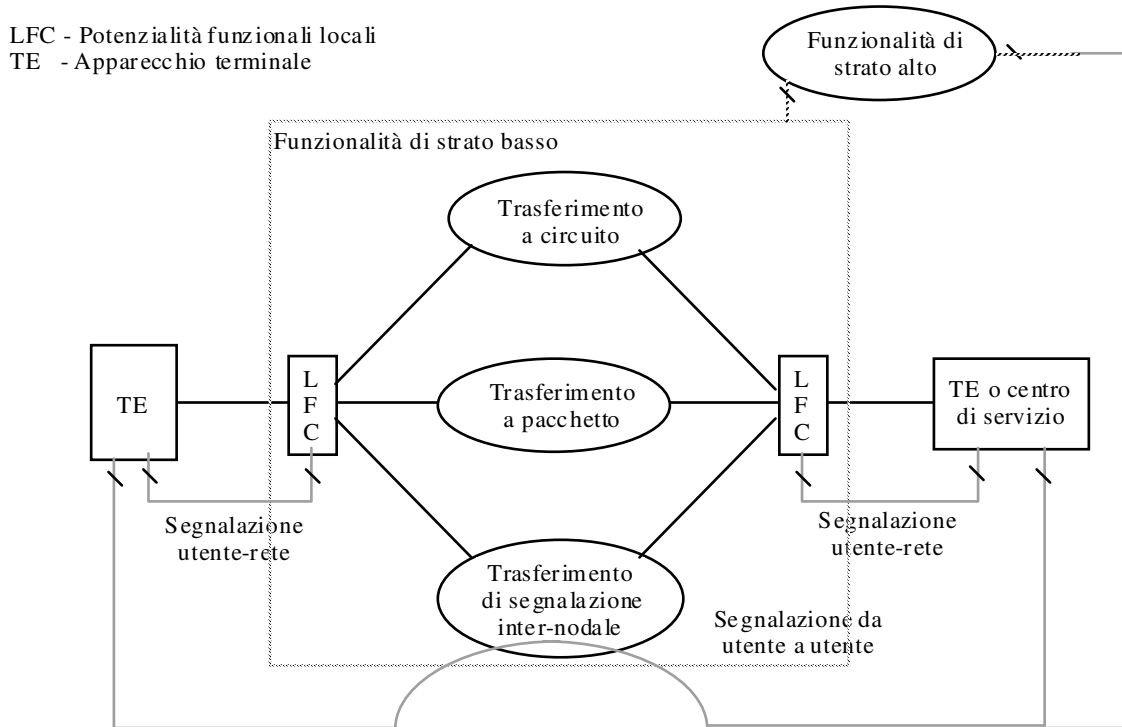 LFC - Potenzialità funzionali locali
TE - Apparecchio terminale
Funzionalità di
strato alto
Funzionalità di strato basso
Trasferimento
a circuito
TE
L
F
C
Trasferimento
a pacchetto
L
F
C
TE o centro
di servizio
Segnalazione
utente-rete
Segnalazione
utente-rete
Trasferimento
di segnalazione
inter-nodale
Segnalazione da
utente a utente